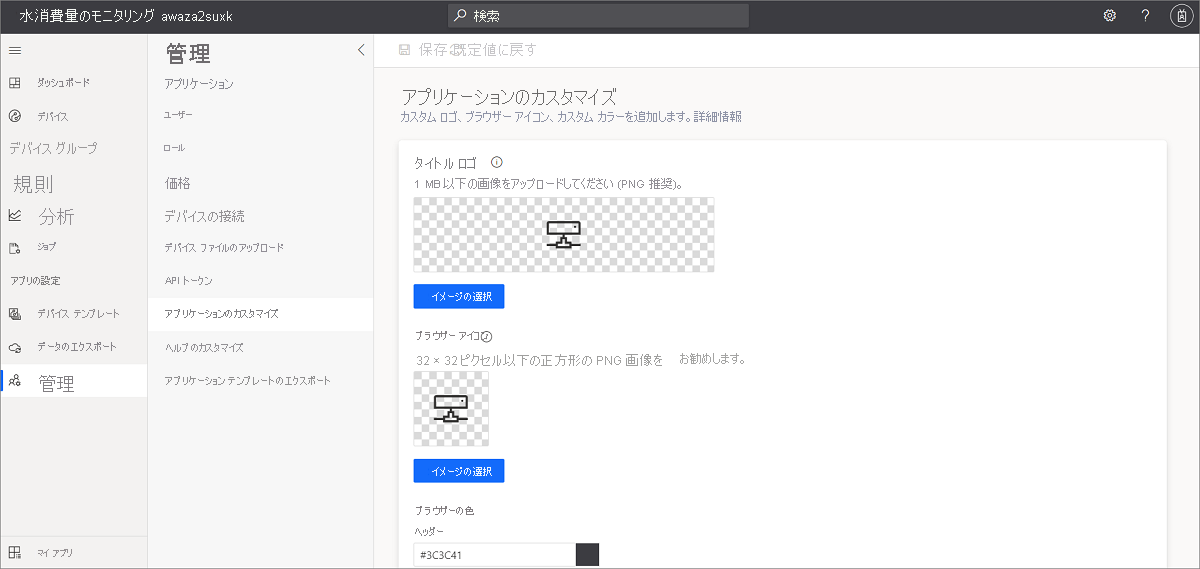 水消費量のモニタリング awaza2suxk
検索
?
ダッシュボード
デバイス
デバイス グループ
規則
分析
ジョブ
アプリの設定
デバイス テンプレート
データのエクスポート
管理
マイ アプリ
管理
アプリケーション
ユーザー
ロール
価格
デバイスの接続
デバイス ファイルのアップロード
API トークン
アプリケーションのカスタマイズ
ヘルプのカスタマイズ
アプリケーション テンプレートのエクスポート
保存 既定値に戻す
アプリケーションのカスタマイズ
カスタム ロゴ、ブラウザー アイコン、カスタム カラーを追加します。詳細情報
タイトル ロゴ
1 MB 以下の画像をアップロードしてください (PNG 推奨)。
イメージの選択
ブラウザー アイコ
32 × 32 ピクセル以下の正方形の PNG 画像を お勧めします。
イメージの選択
ブラウザーの色
ヘッダー
#3C3C41